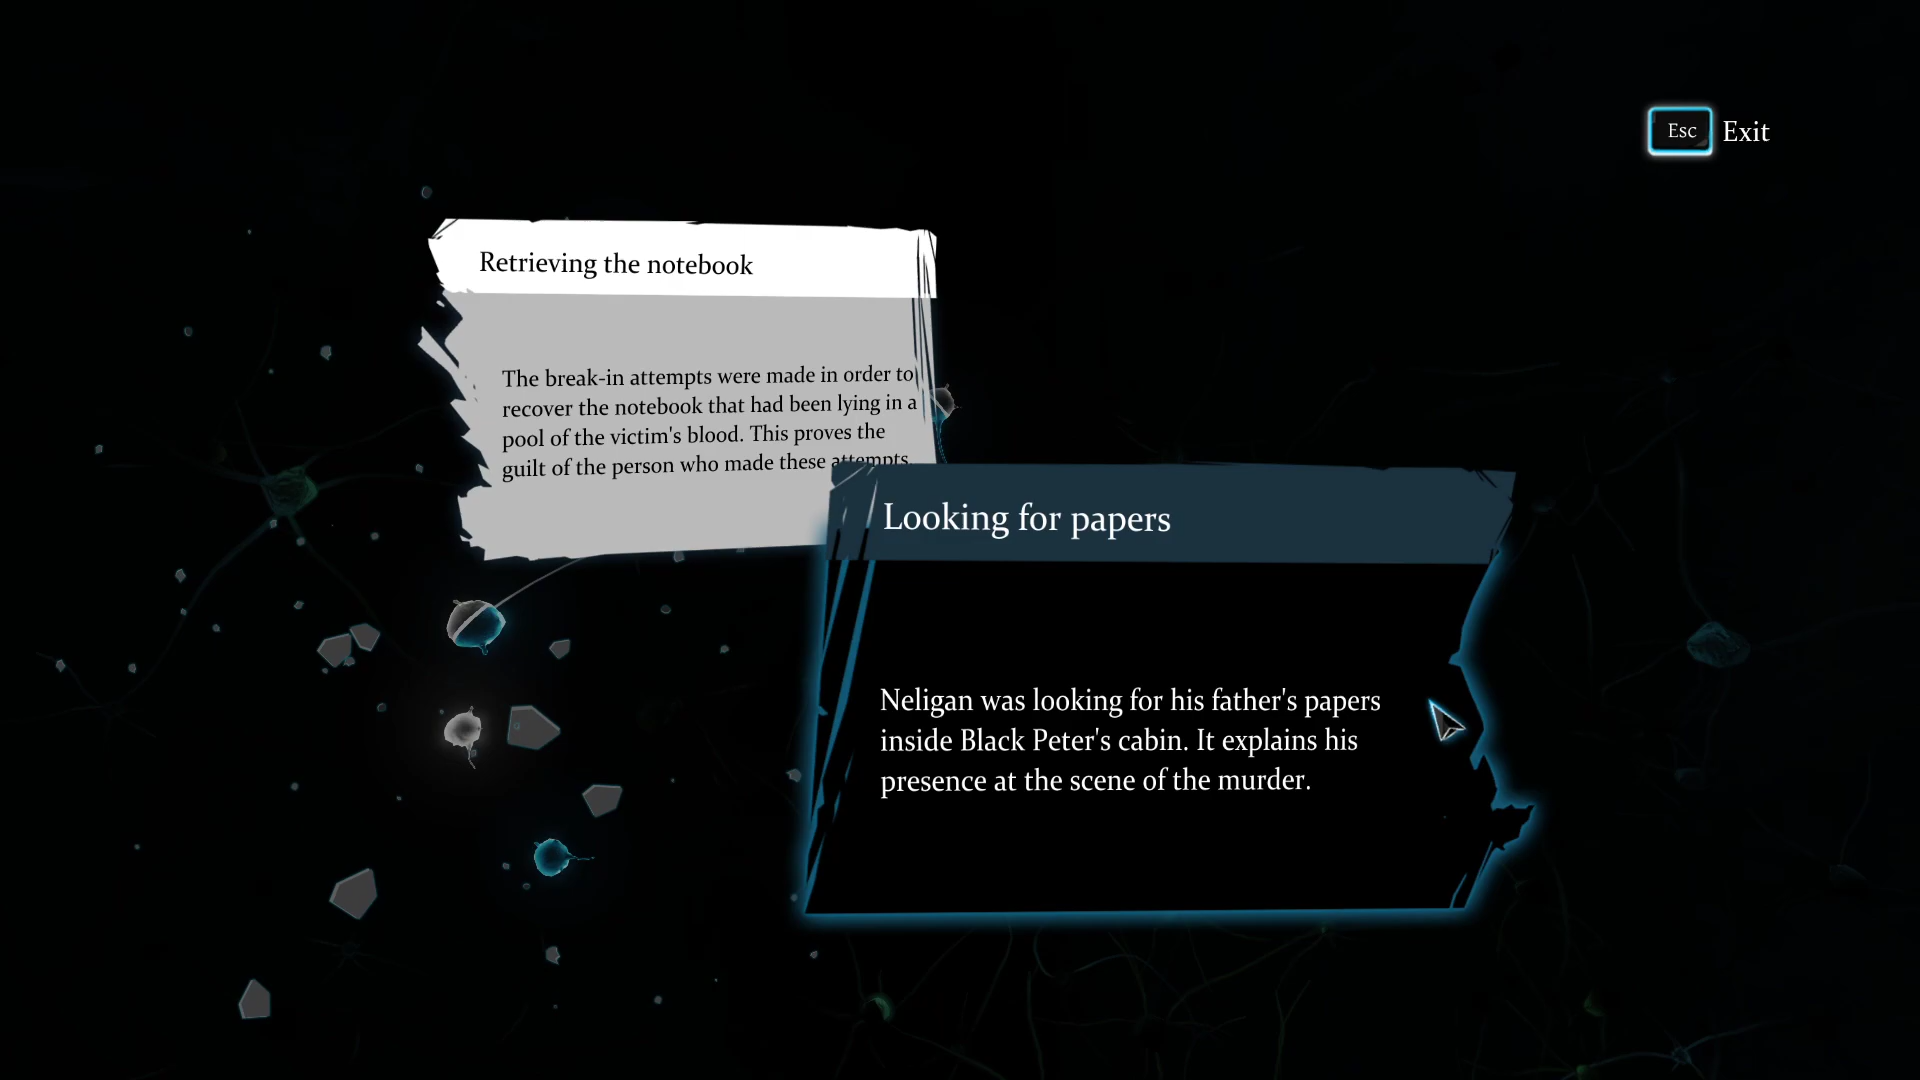 Esc Exit
Retrieving the notebook
The break-in attempts were made in order to
recover the notebook that had been lying in a
pool of the victim's blood. This proves the
guilt of the person who made these attempts.
Looking for papers
Neligan was looking for his father's papers
inside Black Peter's cabin. It explains his
presence at the scene of the murder.